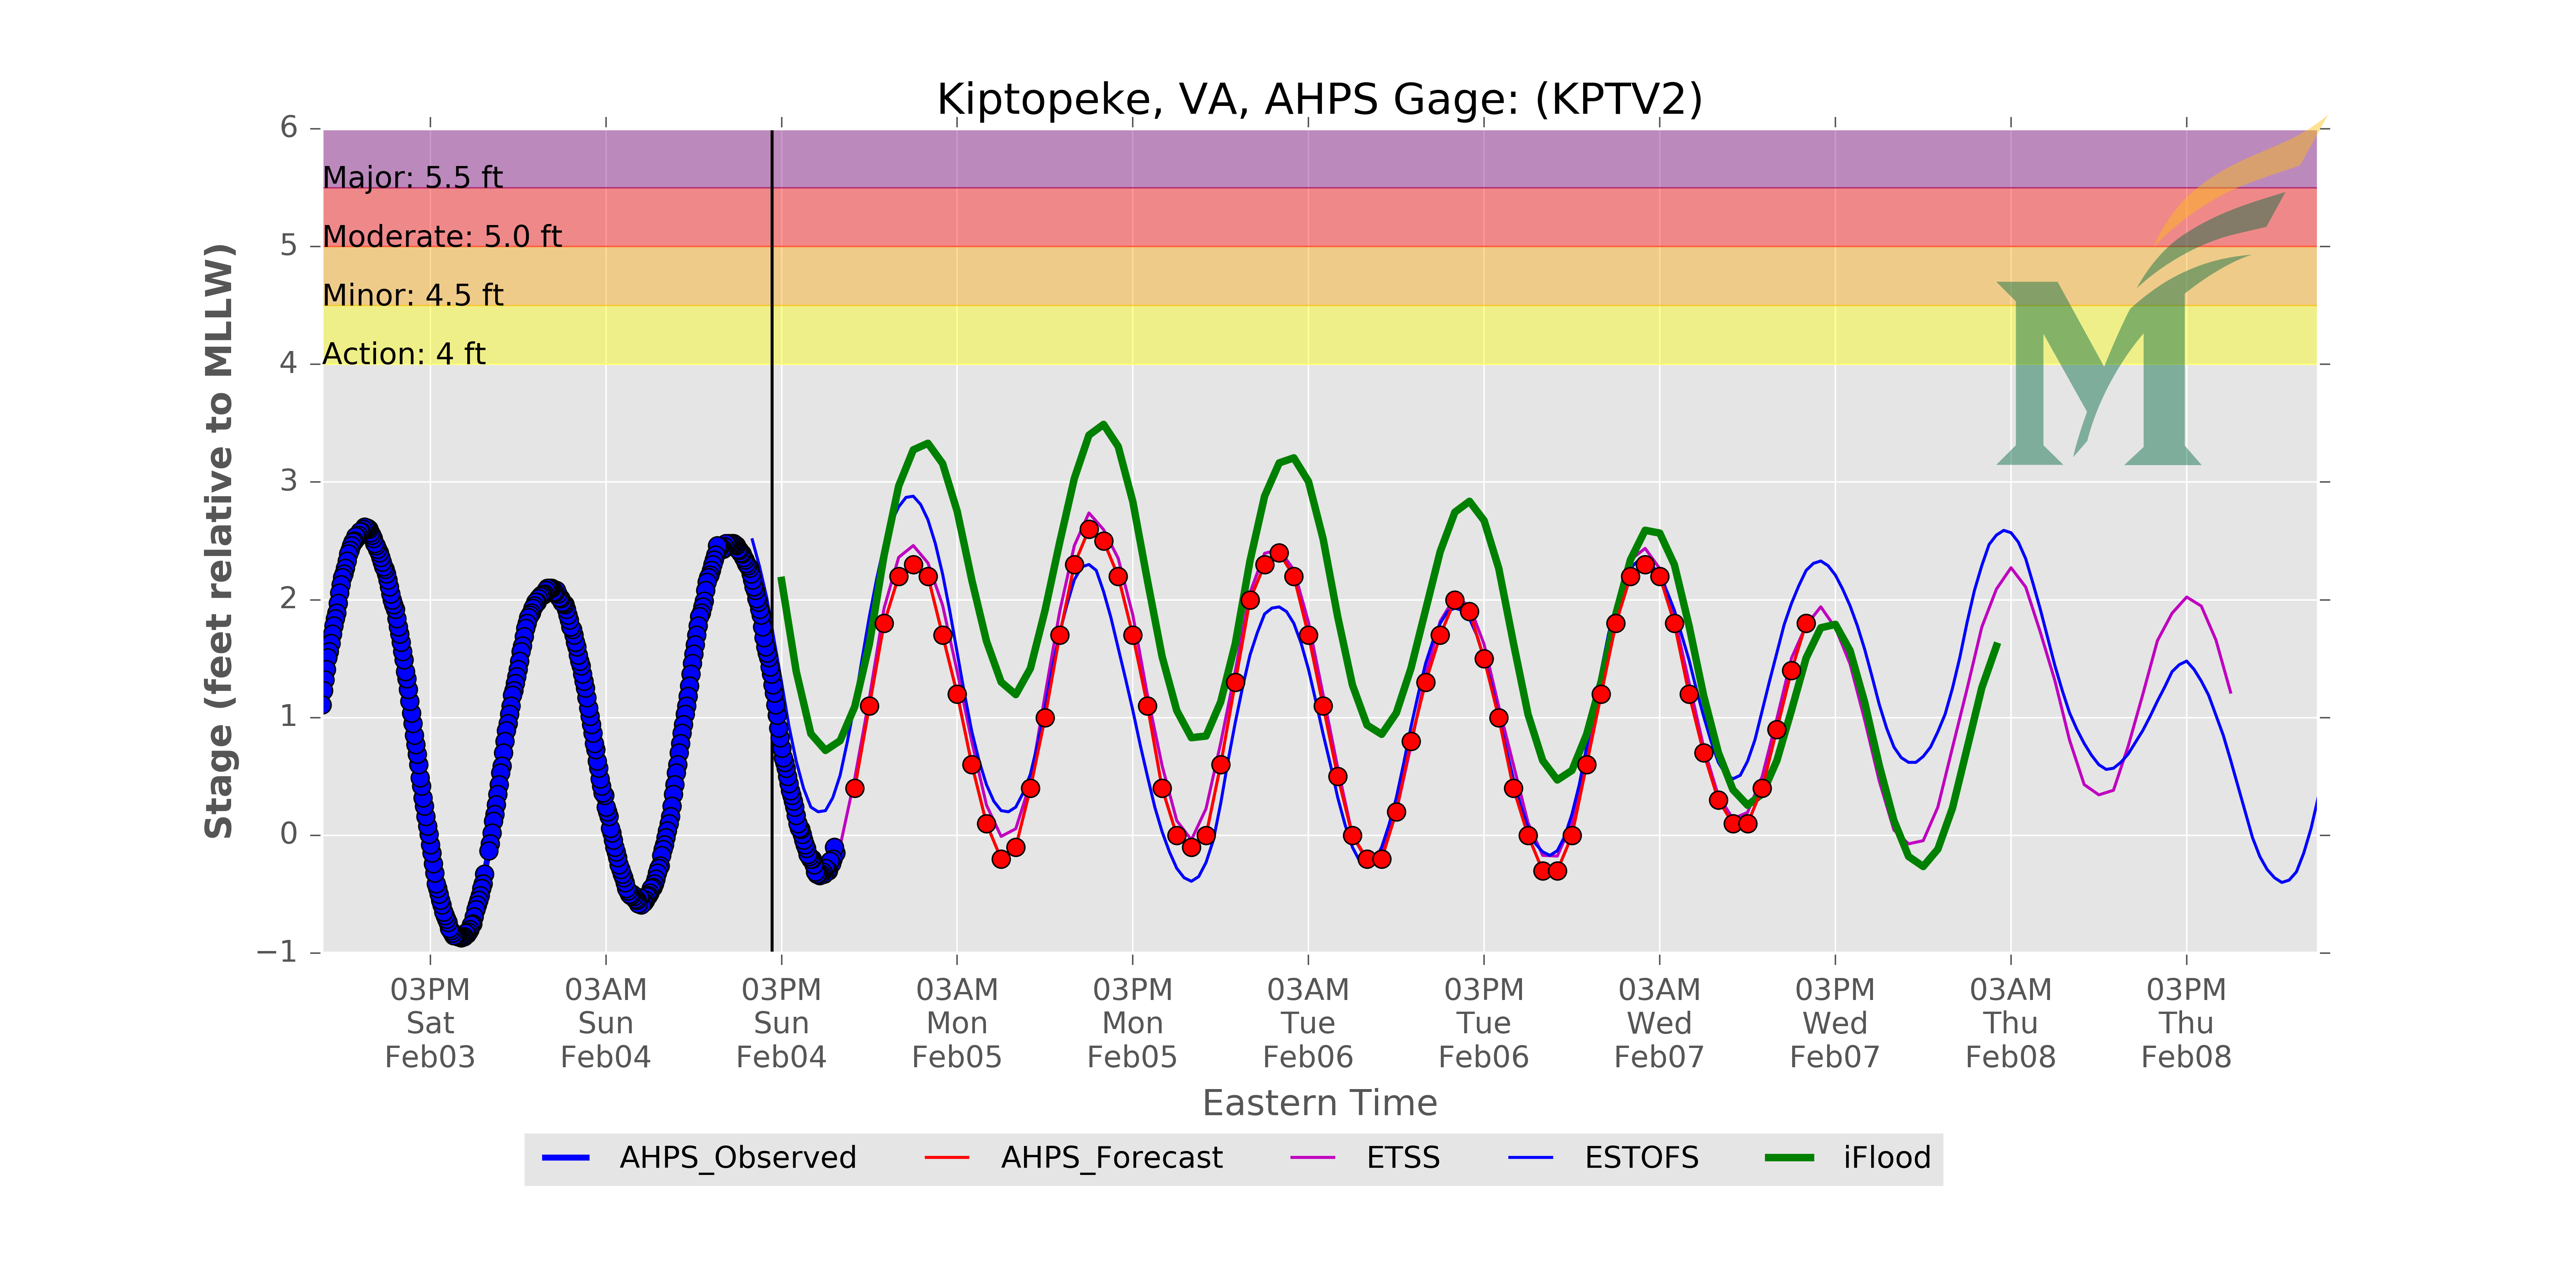 Kiptopeke, VA, AHPS Gage: (KPTV2)
6
Major: 5.5 ft
5
Moderate: 5.0 ft
Minor: 4.5 ft
4
Action: 4 ft
3
2
1
0
−1
Stage (feet relative to MLLW)
M
03PM 03AM 03PM 03AM 03PM 03AM 03PM 03AM 03PM 03AM 03PM
Sat Sun Sun Mon Mon Tue Tue Wed Wed Thu Thu
Feb03 Feb04 Feb04 Feb05 Feb05 Feb06 Feb06 Feb07 Feb07 Feb08 Feb08
Eastern Time
AHPS_Observed AHPS_Forecast ETSS ESTOFS iFlood